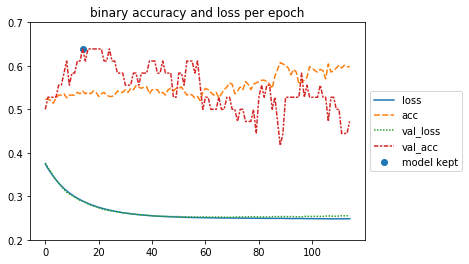 binary accuracy and loss per epoch
0.7
0.6
0.5
0.4
0.3
0.2
0 20 40 60 80 100
loss
acc
val_loss
val_acc
model kept